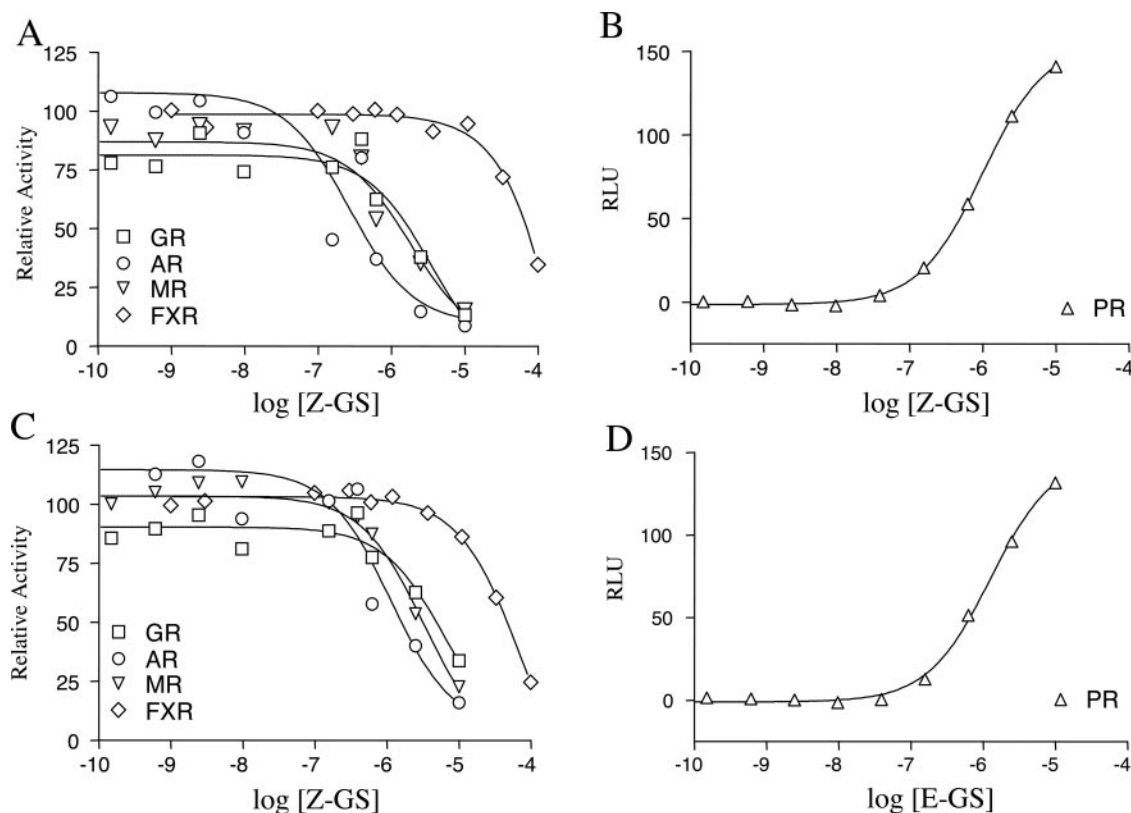 A
125
100
75
50
25
0
Relative Activity
GR
AR
MR
FXR
-10 -9 -8 -7 -6 -5 -4
log [Z-GS]
B
150
100
50
0
RLU
PR
-10 -9 -8 -7 -6 -5 -4
log [Z-GS]
C
125
100
75
50
25
0
Relative Activity
GR
AR
MR
FXR
-10 -9 -8 -7 -6 -5 -4
log [Z-GS]
D
150
100
50
0
RLU
PR
-10 -9 -8 -7 -6 -5 -4
log [E-GS]